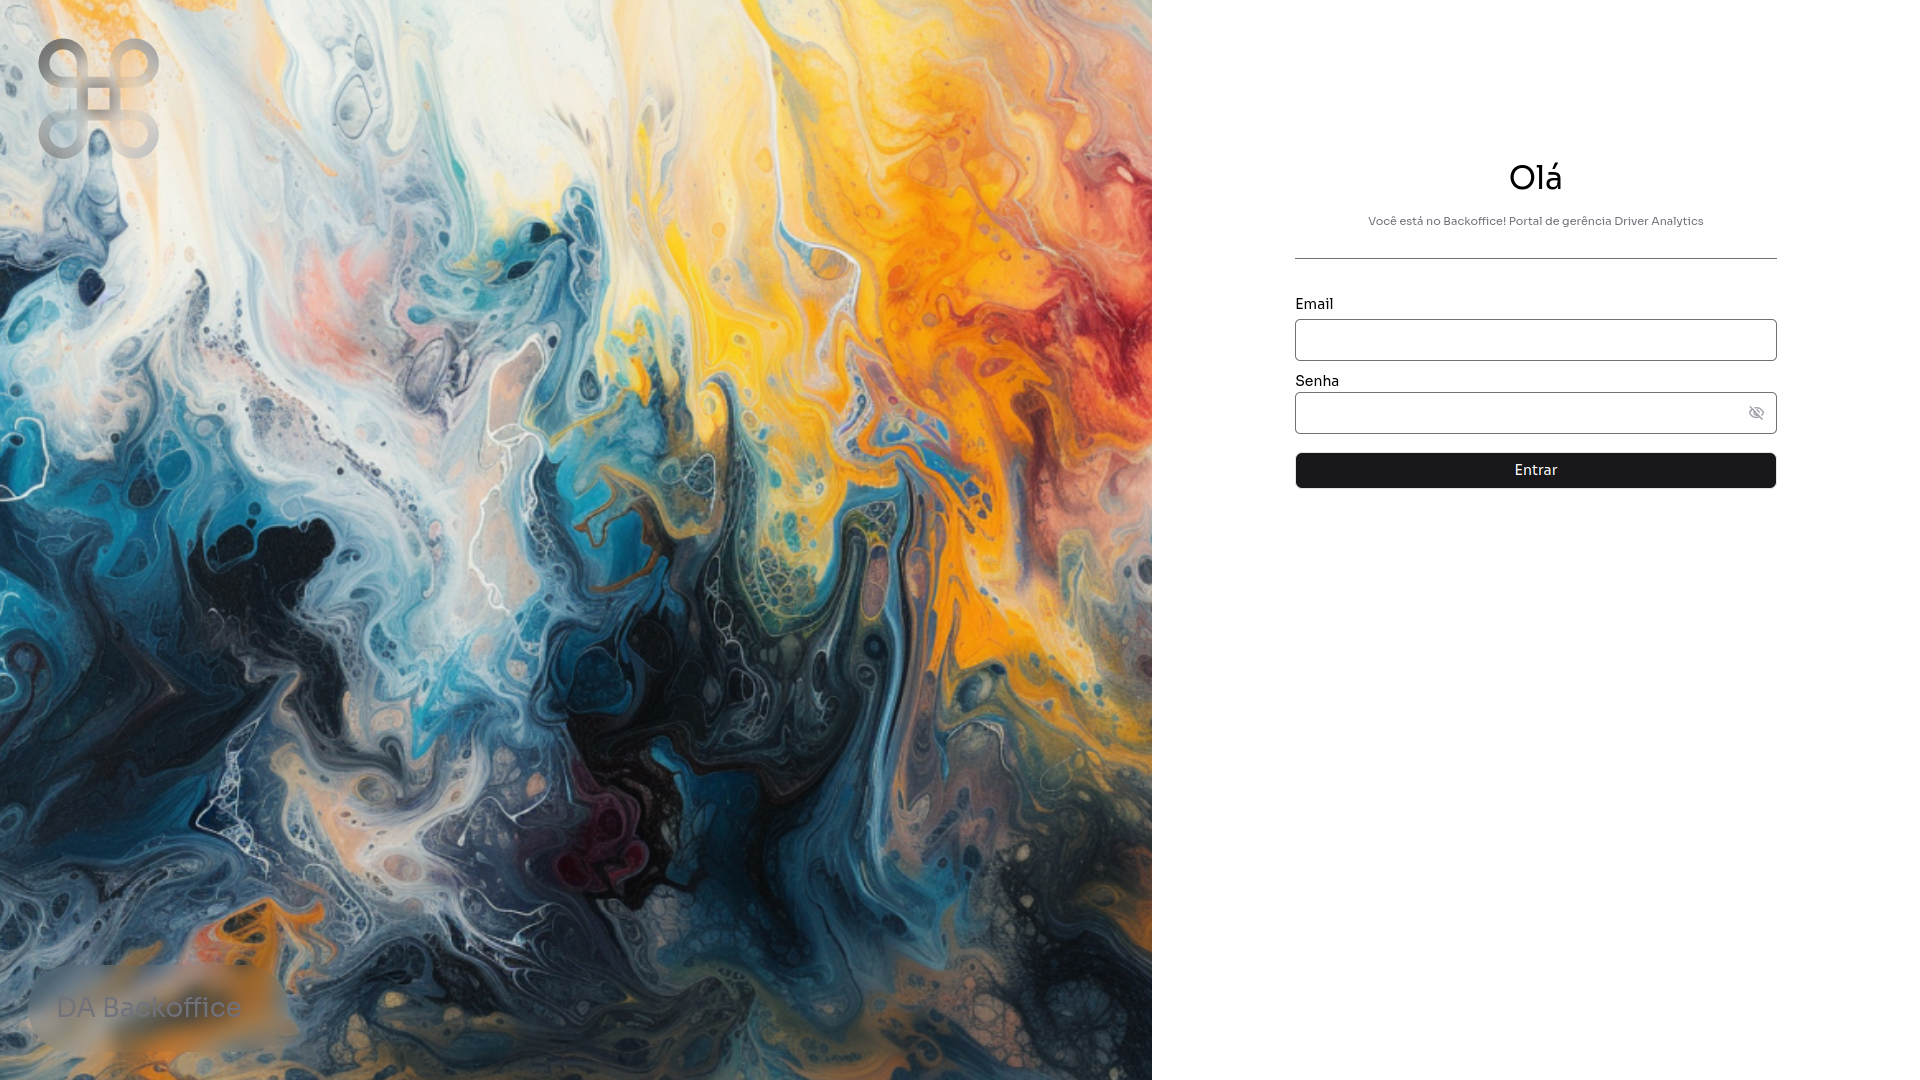 Olá
Você está no Backoffice! Portal de gerência Driver Analytics
Email
Senha
Entrar
DA Backoffice